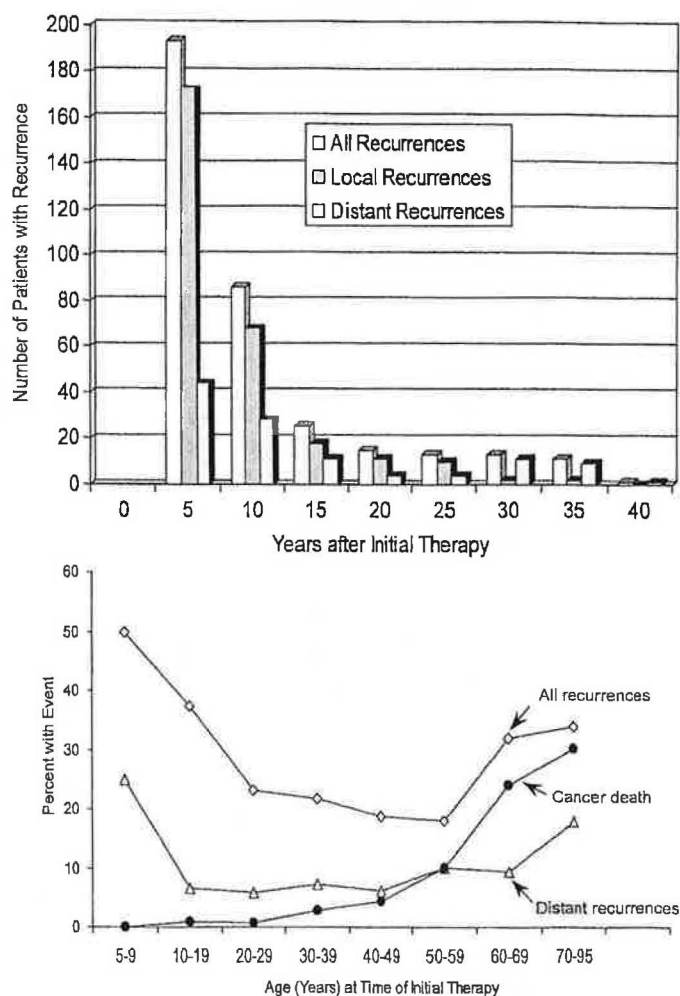 200
180
160
140
120
100
80
60
40
20
0
Number of Patients with Recurrence
All Recurrences
Local Recurrences
Distant Recurrences
0 5 10 15 20 25 30 35 40
Years after Initial Therapy
60
50
40
30
20
10
0
Percent with Event
All recurrences
Cancer death
Distant recurrences
5-9 10-19 20-29 30-39 40-49 50-59 60-69 70-95
Age (Years) at Time of Initial Therapy